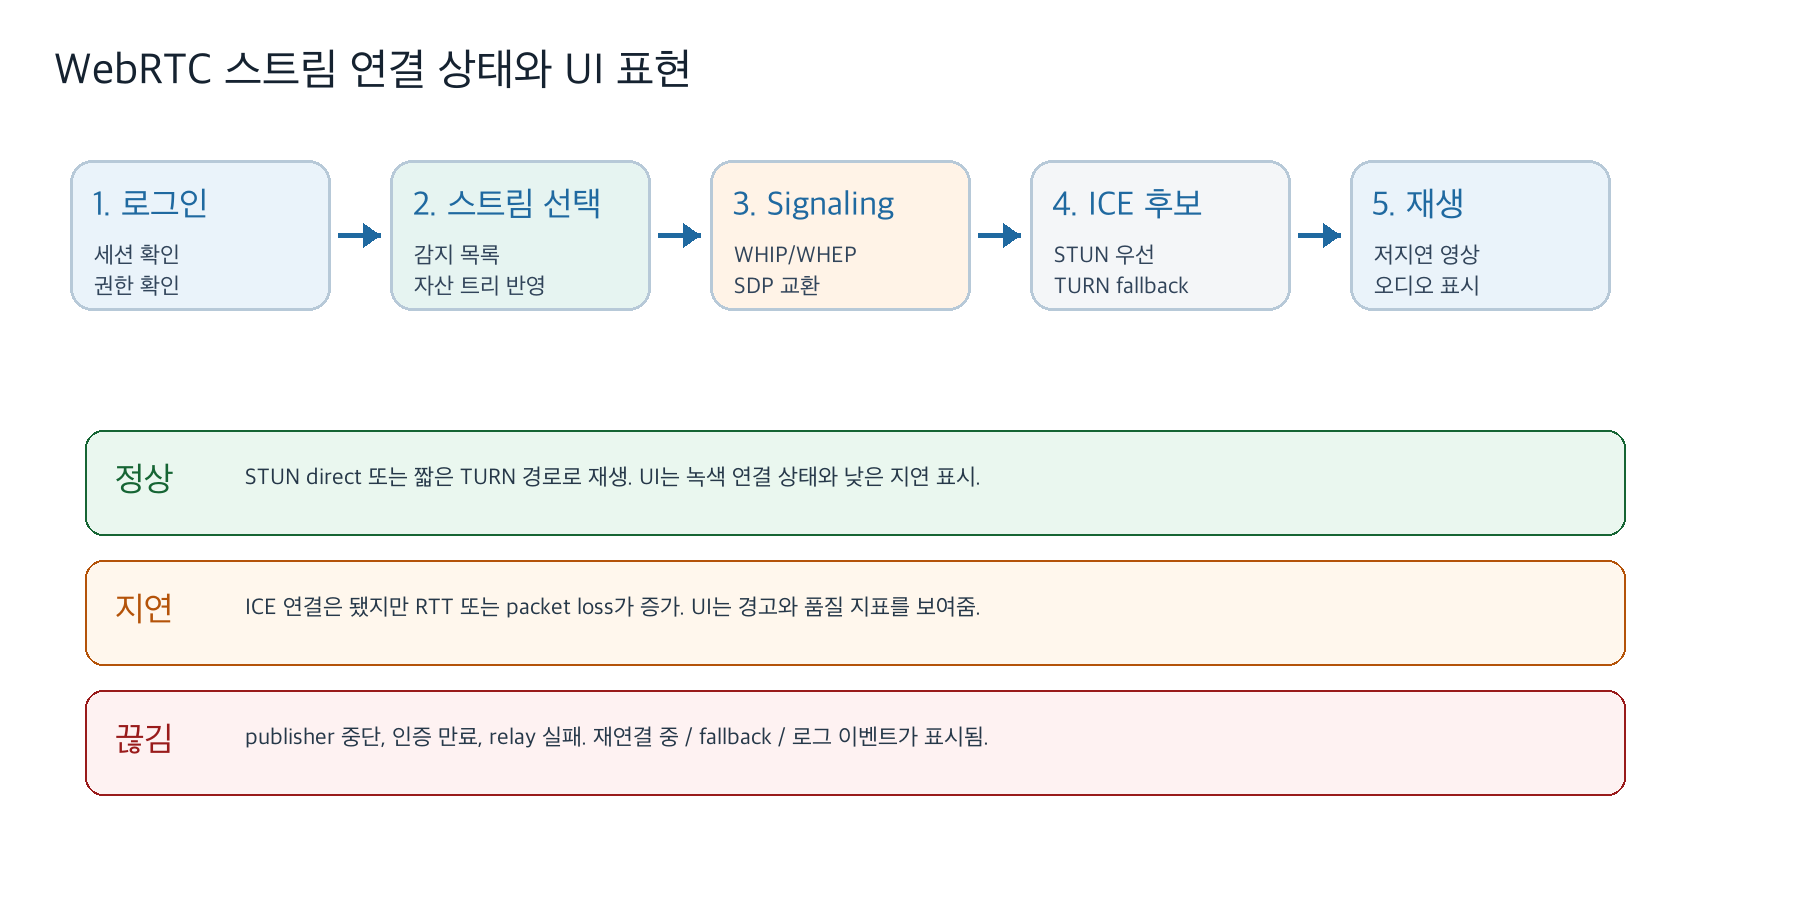 WebRTC 스트림 연결 상태와 UI 표현
1. 로그인
세션 확인
권한 확인
2. 스트림 선택
감지 목록
자산 트리 반영
3. Signaling
WHIP/WHEP
SDP 교환
4. ICE 후보
STUN 우선
TURN fallback
5. 재생
저지연 영상
오디오 표시
정상
STUN direct 또는 짧은 TURN 경로로 재생. UI는 녹색 연결 상태와 낮은 지연 표시.
지연
ICE 연결은 됐지만 RTT 또는 packet loss가 증가. UI는 경고와 품질 지표를 보여줌.
끊김
publisher 중단, 인증 만료, relay 실패. 재연결 중 / fallback / 로그 이벤트가 표시됨.